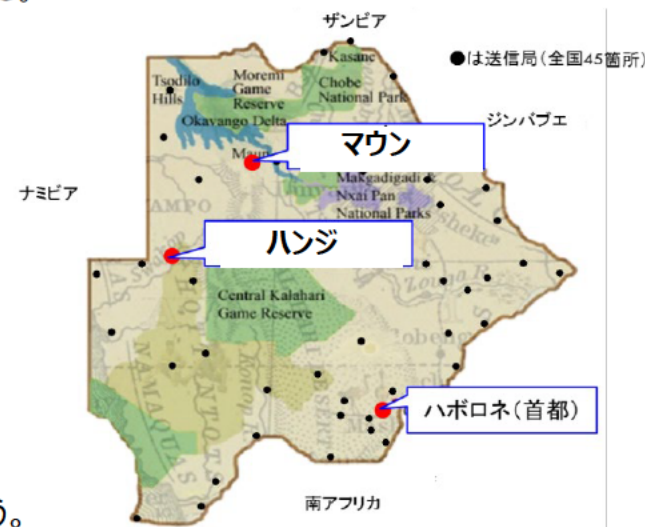 ザンビア
●は送信局(全国45箇所)
Kasane
Tsodilo
Hills
Moremi
Game
Reserve
Chobe
National Park
Okavango Delta
ジンバブエ
マウン
Maun
Makgadigadi &
Nxai Pan
National Parks
ナミビア
ハンジ
Central Kalahari
Game Reserve
NAMAQUAS
ハボロネ(首都)
南アフリカ
う。